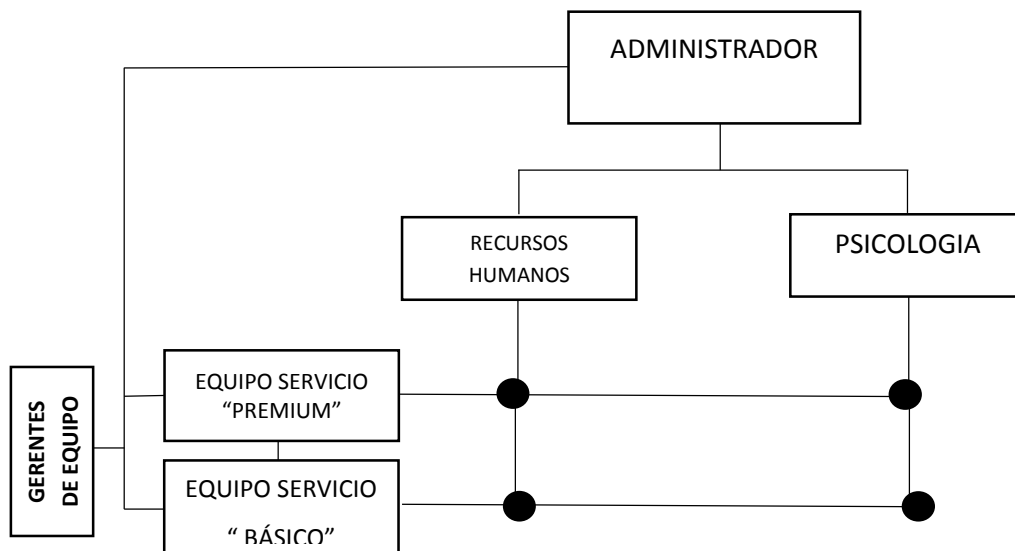 ADMINISTRADOR
RECURSOS
HUMANOS
PSICOLOGIA
GERENTES
DE EQUIPO
EQUIPO SERVICIO
“PREMIUM”
EQUIPO SERVICIO
“ BÁSICO”